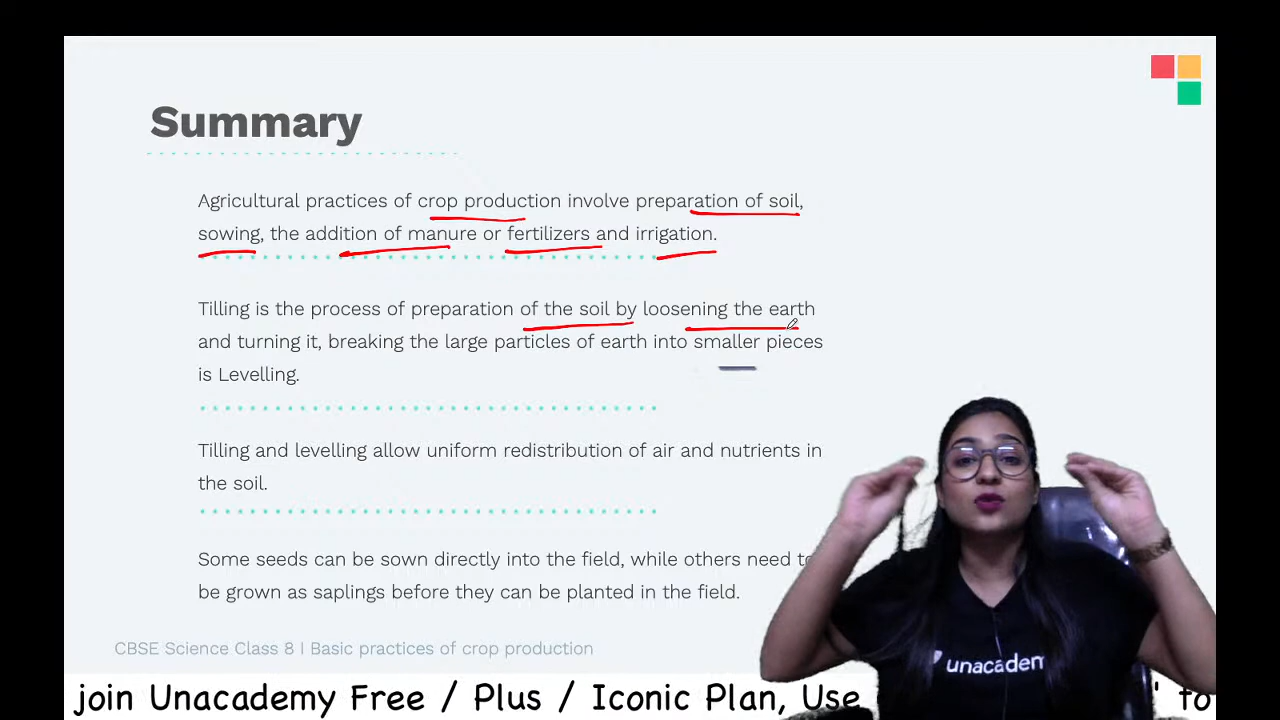 Summary
Agricultural practices of crop production involve preparation of soil,
sowing, the addition of manure or fertilizers and irrigation.
Tilling is the process of preparation of the soil by loosening the earth
and turning it, breaking the large particles of earth into smaller pieces
is Levelling.
Tilling and levelling allow uniform redistribution of air and nutrients in
the soil.
Some seeds can be sown directly into the field, while others need to
be grown as saplings before they can be planted in the field.
CBSE Science Class 8 I Basic practices of crop production
unacadem
join Unacademy Free / Plus / Iconic Plan, Use ' to